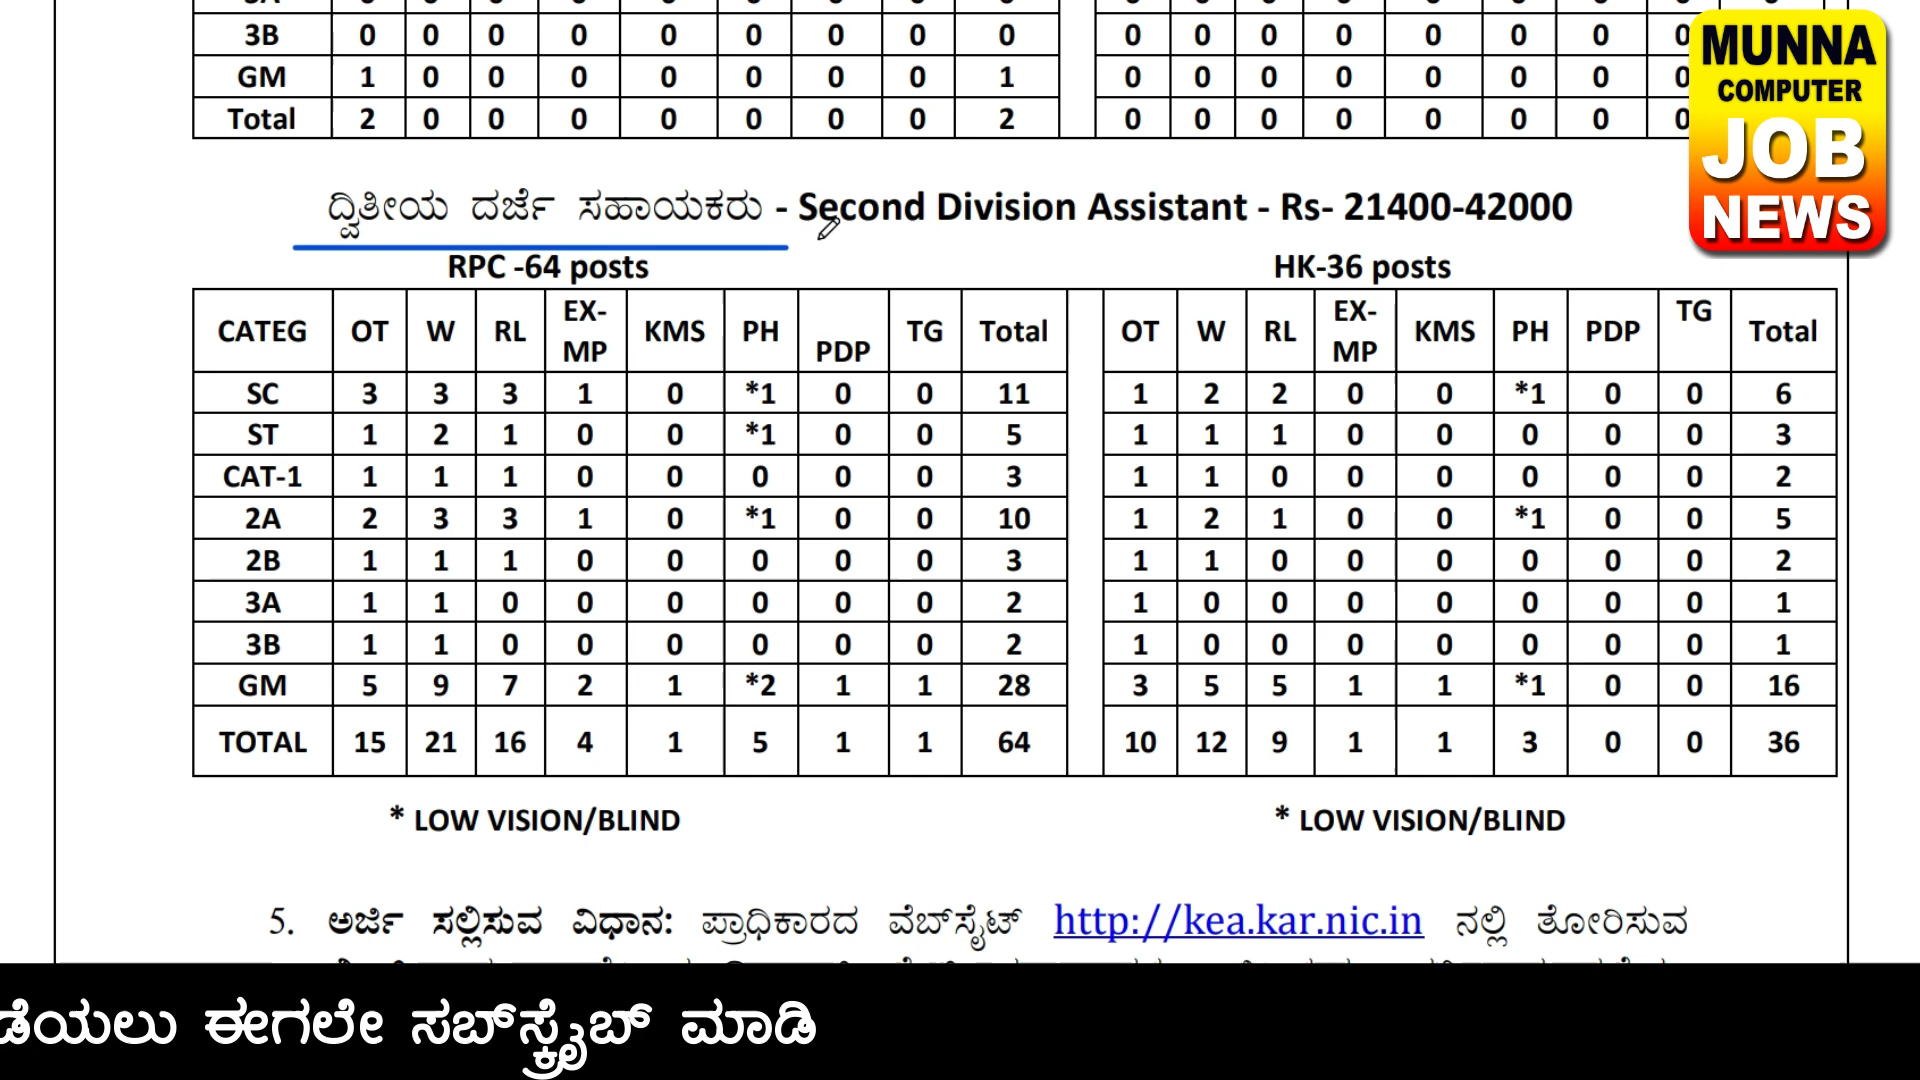 3B 0 0 0 0 0 0 0 0 0 0 0 0 0 0 0 0 0
GM 1 0 0 0 0 0 0 0 1 0 0 0 0 0 0 0 0
Total 2 0 0 0 0 0 0 0 2 0 0 0 0 0 0 0 0
MUNNA
COMPUTER
JOB
NEWS
ದ್ವಿತೀಯ ದರ್ಜೆ ಸಹಾಯಕರು - Second Division Assistant - Rs- 21400-42000
RPC -64 posts HK-36 posts
CATEG OT W RL EX-MP KMS PH PDP TG Total OT W RL EX-MP KMS PH PDP TG Total
SC 3 3 3 1 0 *1 0 0 11 1 2 2 0 0 *1 0 0 6
ST 1 2 1 0 0 *1 0 0 5 1 1 1 0 0 0 0 0 3
CAT-1 1 1 1 0 0 0 0 0 3 1 1 0 0 0 0 0 0 2
2A 2 3 3 1 0 *1 0 0 10 1 2 1 0 0 *1 0 0 5
2B 1 1 1 0 0 0 0 0 3 1 1 0 0 0 0 0 0 2
3A 1 1 0 0 0 0 0 0 2 1 0 0 0 0 0 0 0 1
3B 1 1 0 0 0 0 0 0 2 1 0 0 0 0 0 0 0 1
GM 5 9 7 2 1 *2 1 1 28 3 5 5 1 1 *1 0 0 16
TOTAL 15 21 16 4 1 5 1 1 64 10 12 9 1 1 3 0 0 36
* LOW VISION/BLIND * LOW VISION/BLIND
5. ಅರ್ಜಿ ಸಲ್ಲಿಸುವ ವಿಧಾನ: ಪ್ರಾಧಿಕಾರದ ವೆಬ್‌ಸೈಟ್ http://kea.kar.nic.in ನಲ್ಲಿ ತೋರಿಸುವ
ಡೆಯಲು ಈಗಲೇ ಸಬ್‌ಸ್ಕ್ರೈಬ್ ಮಾಡಿ